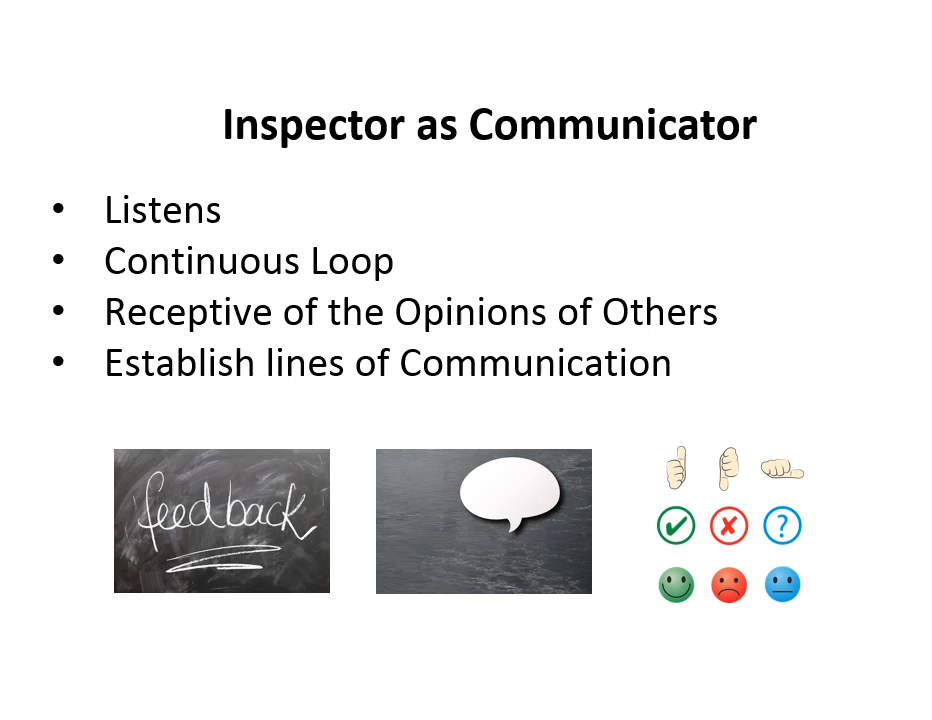 Inspector as Communicator
• Listens
• Continuous Loop
• Receptive of the Opinions of Others
• Establish lines of Communication
feedback
?